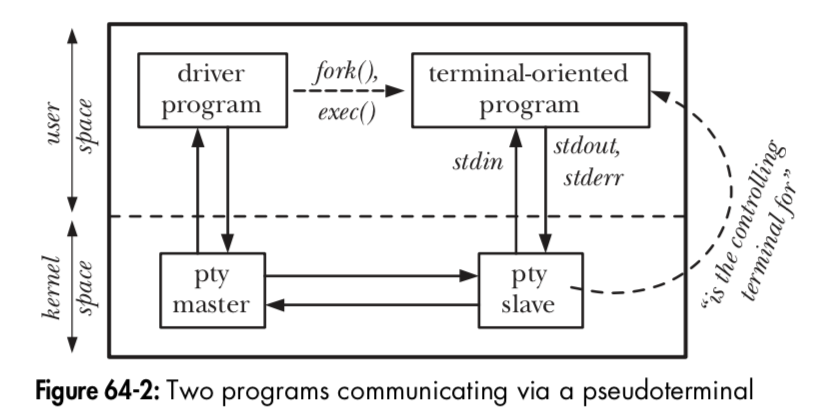 driver
program
fork(),
exec()
terminal-oriented
program
user
space
stdin
stdout,
stderr
kernel
space
pty
master
pty
slave
“is the controlling
terminal for”
Figure 64-2: Two programs communicating via a pseudoterminal